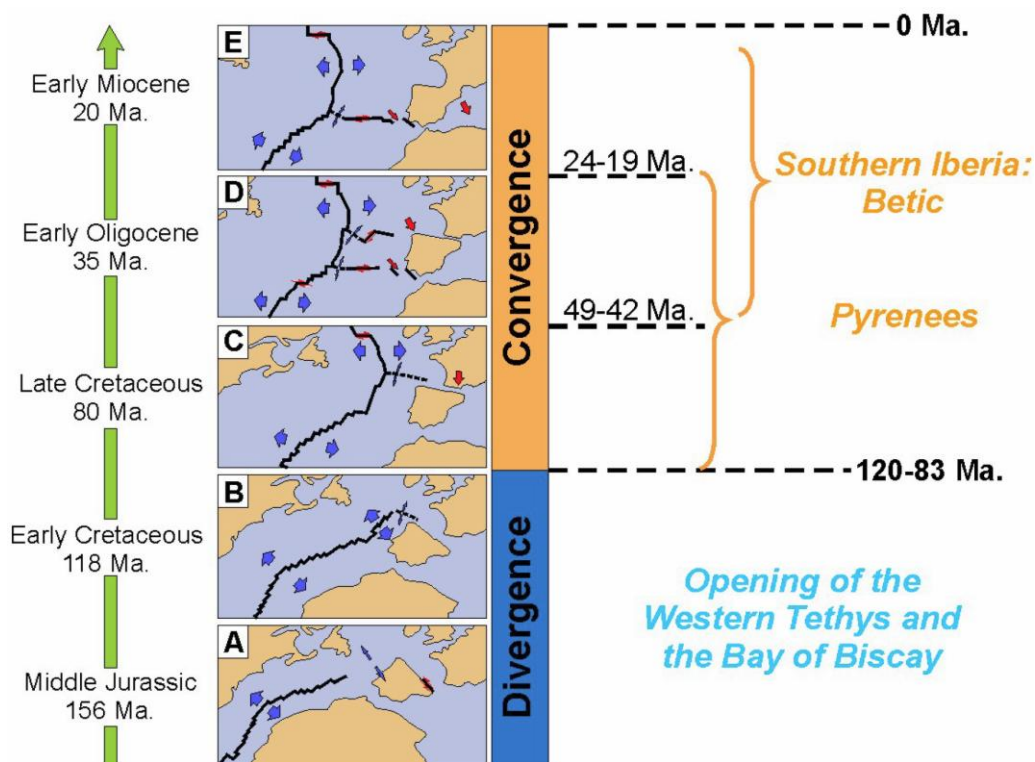 Early Miocene
20 Ma.
Early Oligocene
35 Ma.
Late Cretaceous
80 Ma.
Early Cretaceous
118 Ma.
Middle Jurassic
156 Ma.
E
D
C
B
A
Convergence
Divergence
0 Ma.
24-19 Ma.
49-42 Ma.
120-83 Ma.
Southern Iberia:
Betic
Pyrenees
Opening of the
Western Tethys and
the Bay of Biscay